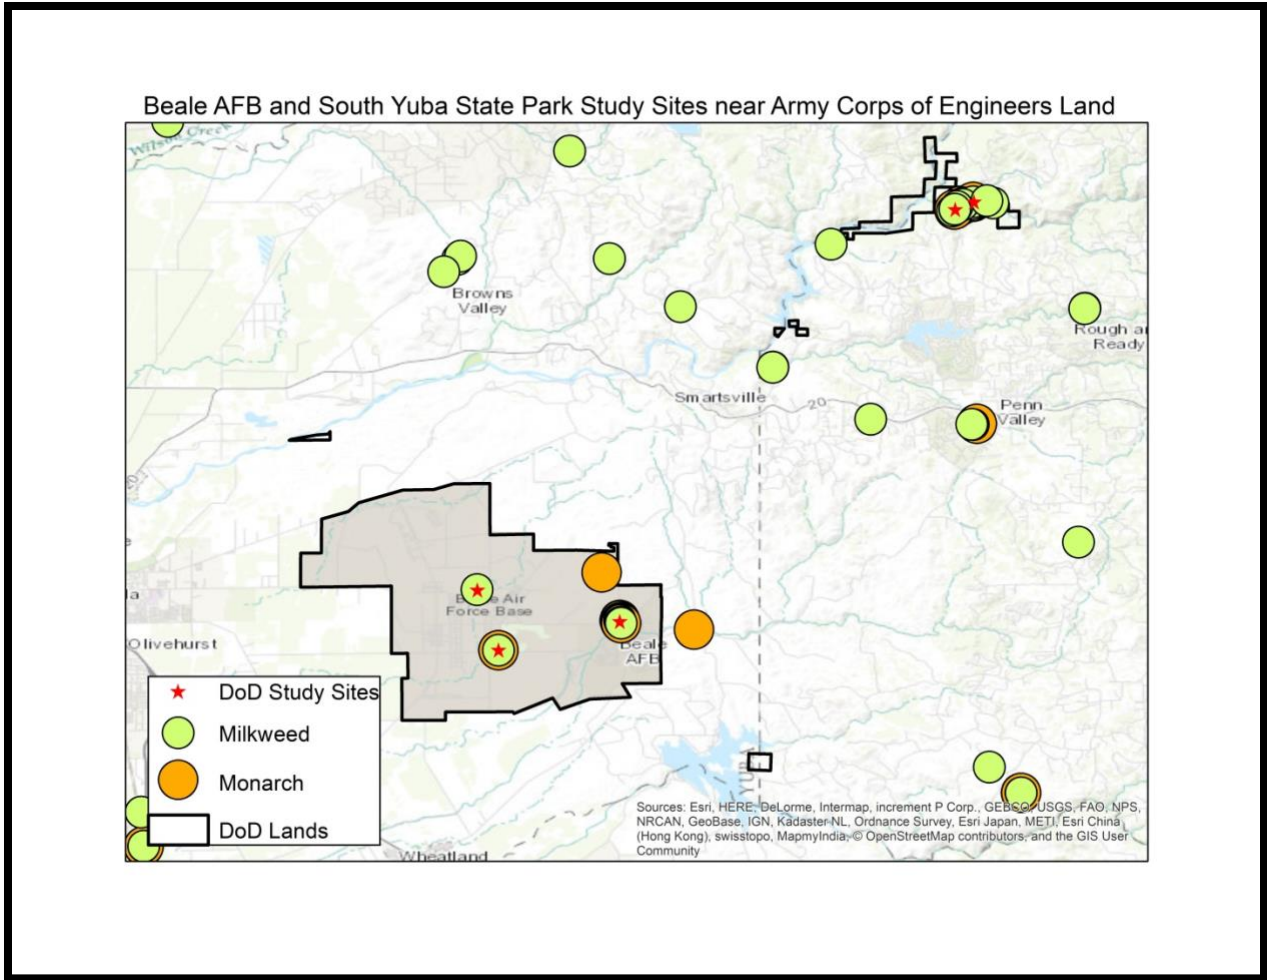 Beale AFB and South Yuba State Park Study Sites near Army Corps of Engineers Land
Browns
Valley
Rough
Ready
Smartsville
20
Penn
Valley
20
Air
Force Base
Olivehurst
Beale
AFB
DoD Study Sites
Milkweed
Monarch
DoD Lands
YUBA
Sources: Esri, HERE, DeLorme, Intermap, increment P Corp., GEBCO, USGS, FAO, NPS,
NRCAN, GeoBase, IGN, Kadaster NL, Ordnance Survey, Esri Japan, METI, Esri China
(Hong Kong), swisstopo, MapmyIndia, © OpenStreetMap contributors, and the GIS User
Community
Wheatland